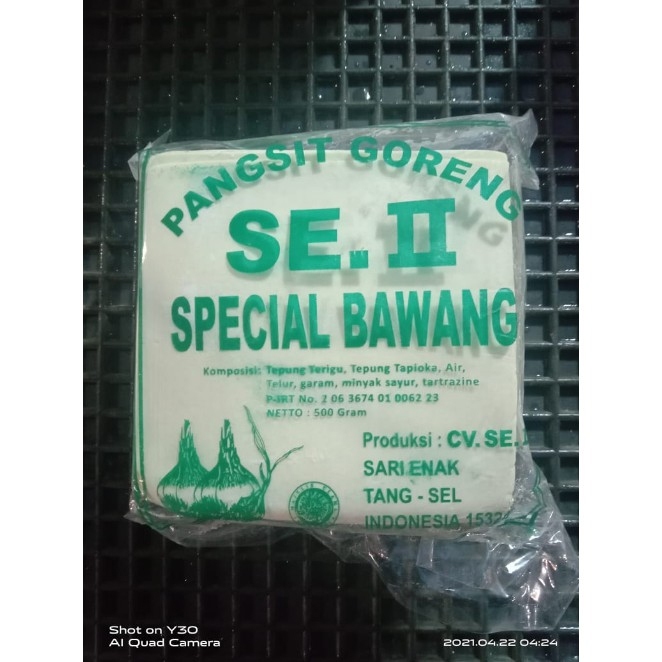 PANGSIT GORENG
SE. II
SPECIAL BAWANG
Komposisi: Tepung Terigu, Tepung Tapioka, Air,
Telur, garam, minyak sayur, tartrazine
P-IRT No. 2 06 3674 01 0062 23
NETTO : 500 Gram
Produksi : CV. SE.
SARI ENAK
TANG - SEL
INDONESIA
Shot on Y30
AI Quad Camera
2021.04.22 04:24